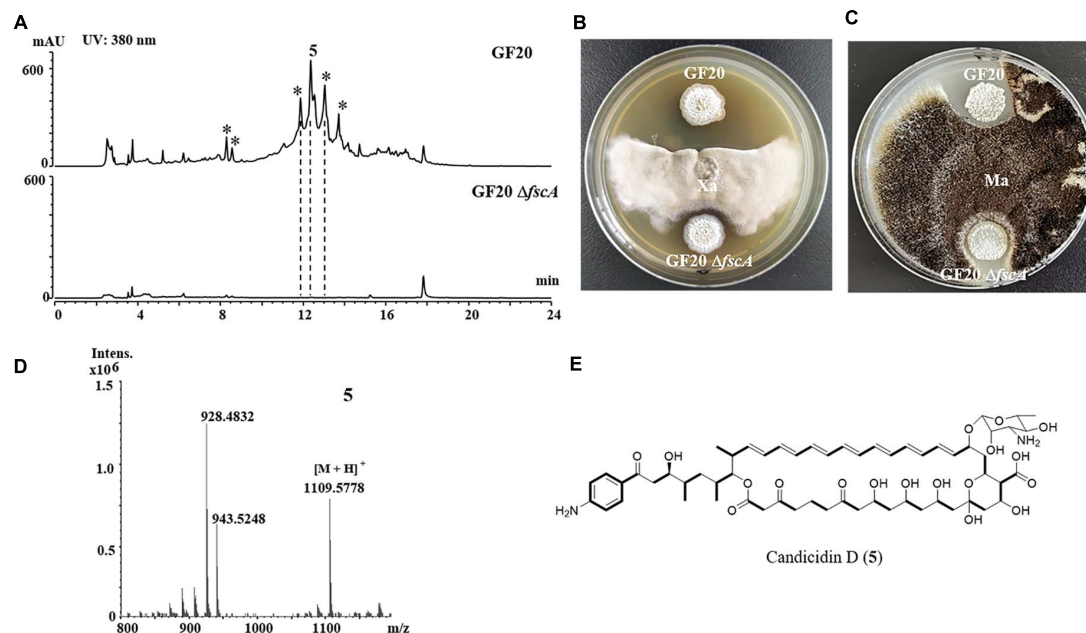 A
mAU UV: 380 nm
5
GF20
600
*
*
*
*
*
0
600
GF20 ΔfscA
min
0
0 4 8 12 16 20 24
B
GF20
Xa
GF20 ΔfscA
C
GF20
Ma
GF20 ΔfscA
D
Intens.
x10⁶
5
1.5
928.4832
[M + H]⁺
1109.5778
1.0
943.5248
0.5
0
800 900 1000 1100 m/z
E
O OH
NH₂
OH
OH
O
OH
O
O
O
O
O
O
OH
OH
OH
O
OH
OH
H₂N
Candicidin D (5)